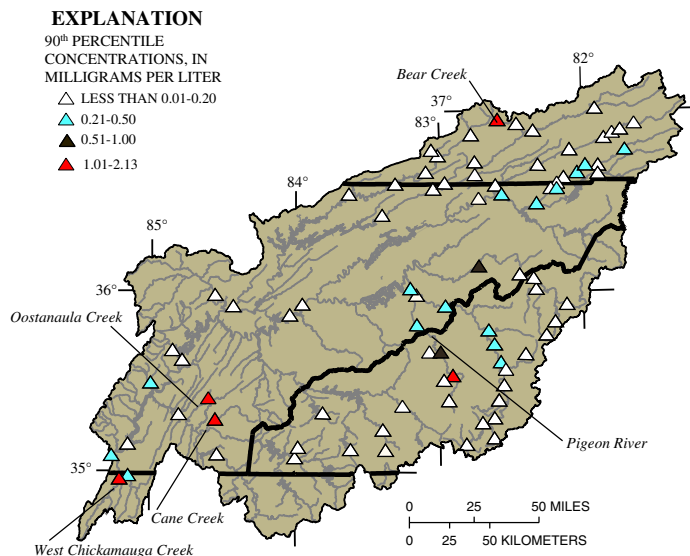 EXPLANATION
90th PERCENTILE
CONCENTRATIONS, IN
MILLIGRAMS PER LITER
LESS THAN 0.01-0.20
0.21-0.50
0.51-1.00
1.01-2.13
Bear Creek
82°
37°
83°
84°
85°
36°
Oostanaula Creek
Pigeon River
35°
Cane Creek
West Chickamauga Creek
0 25 50 MILES
0 25 50 KILOMETERS